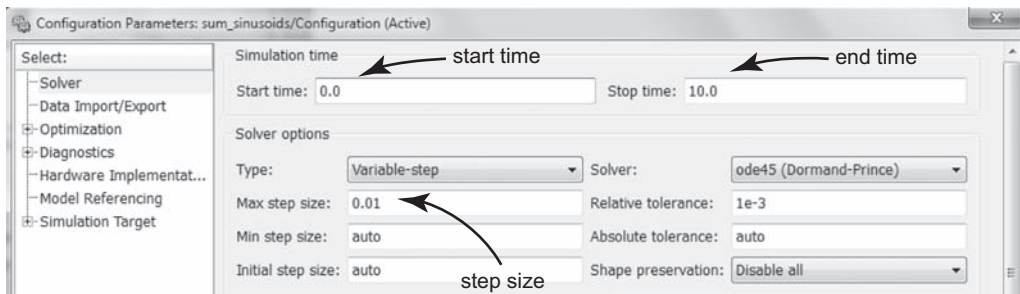 Configuration Parameters: sum_sinusoids/Configuration (Active)
Select:
Solver
Data Import/Export
Optimization
Diagnostics
Hardware Implementat...
Model Referencing
Simulation Target
Simulation time
start time
end time
Start time: 0.0
Stop time: 10.0
Solver options
Type: Variable-step
Solver: ode45 (Dormand-Prince)
Max step size: 0.01
Relative tolerance: 1e-3
Min step size: auto
Absolute tolerance: auto
Initial step size: auto
Shape preservation: Disable all
step size